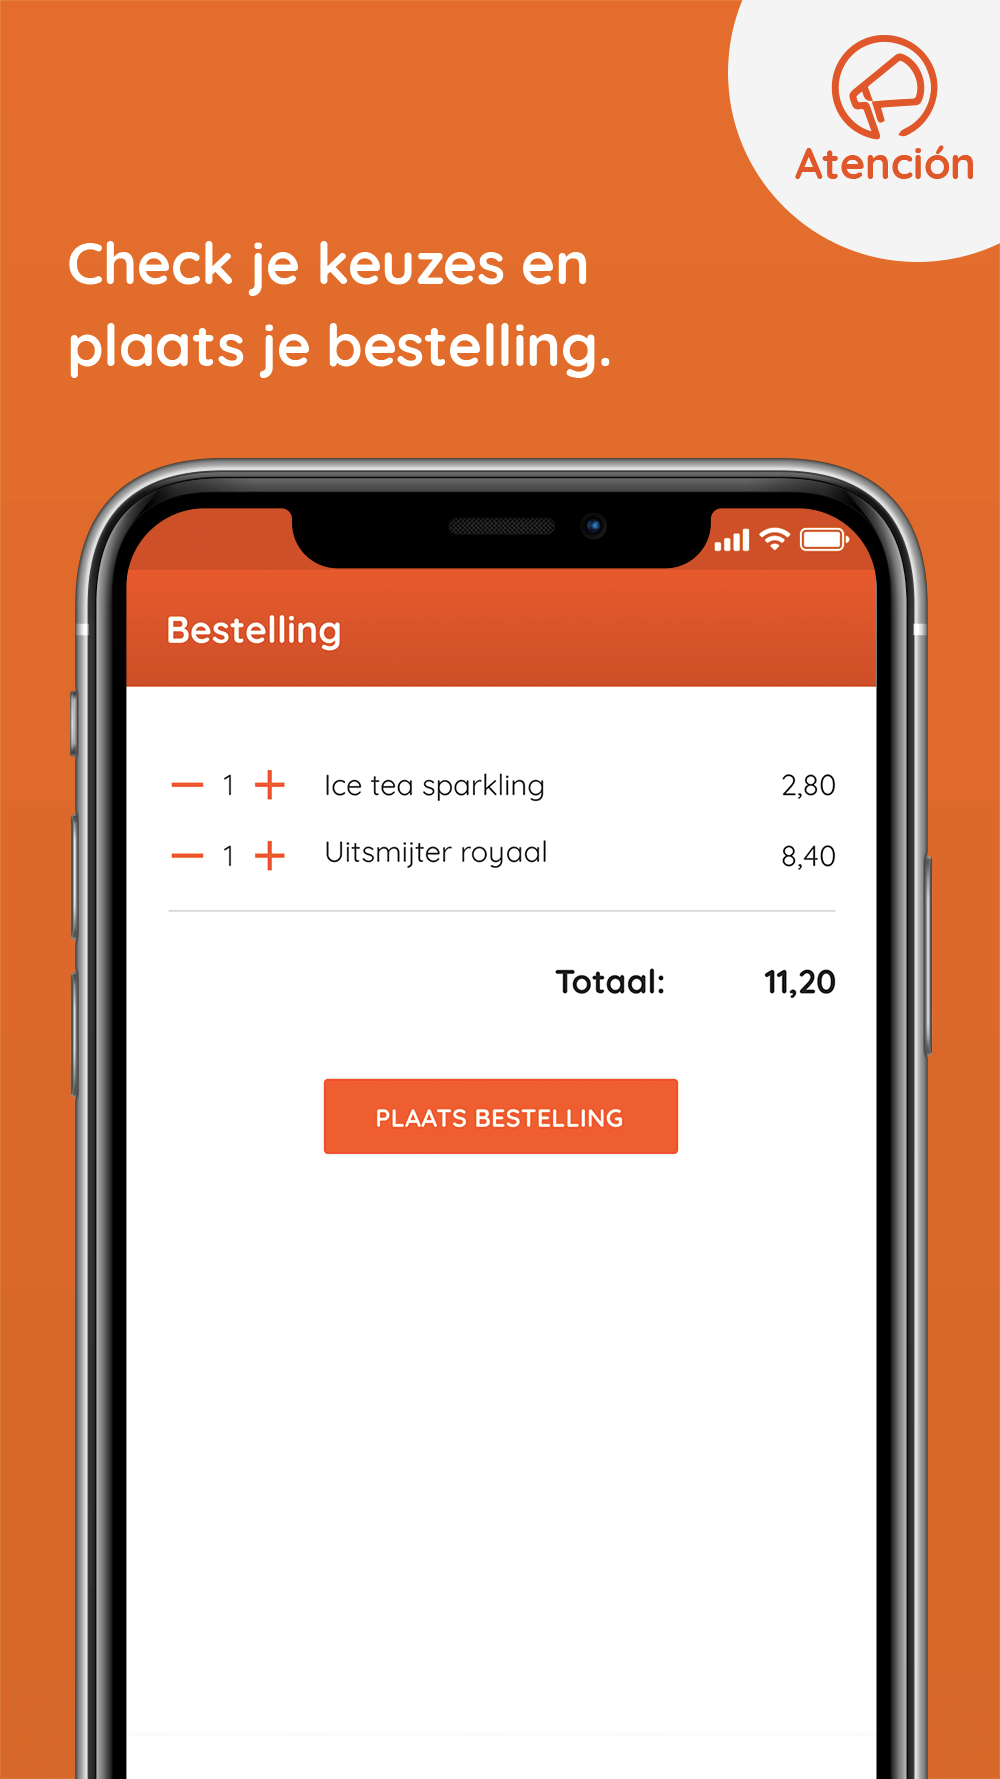 Atención
Check je keuzes en
plaats je bestelling.
Bestelling
1 Ice tea sparkling 2,80
1 Uitsmijter royaal 8,40
Totaal: 11,20
PLAATS BESTELLING